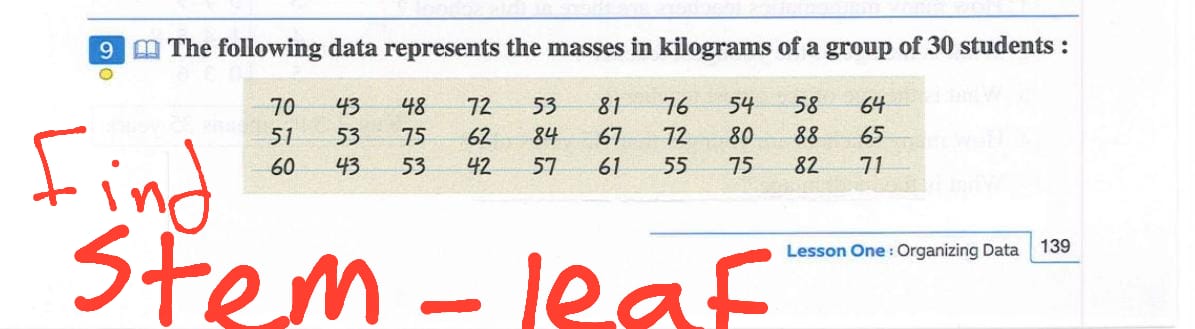 9 The following data represents the masses in kilograms of a group of 30 students :
70 43 48 72 53 81 76 54 58 64
51 53 75 62 84 67 72 80 88 65
60 43 53 42 57 61 55 75 82 71
Find
Stem - leaf
Lesson One : Organizing Data 139